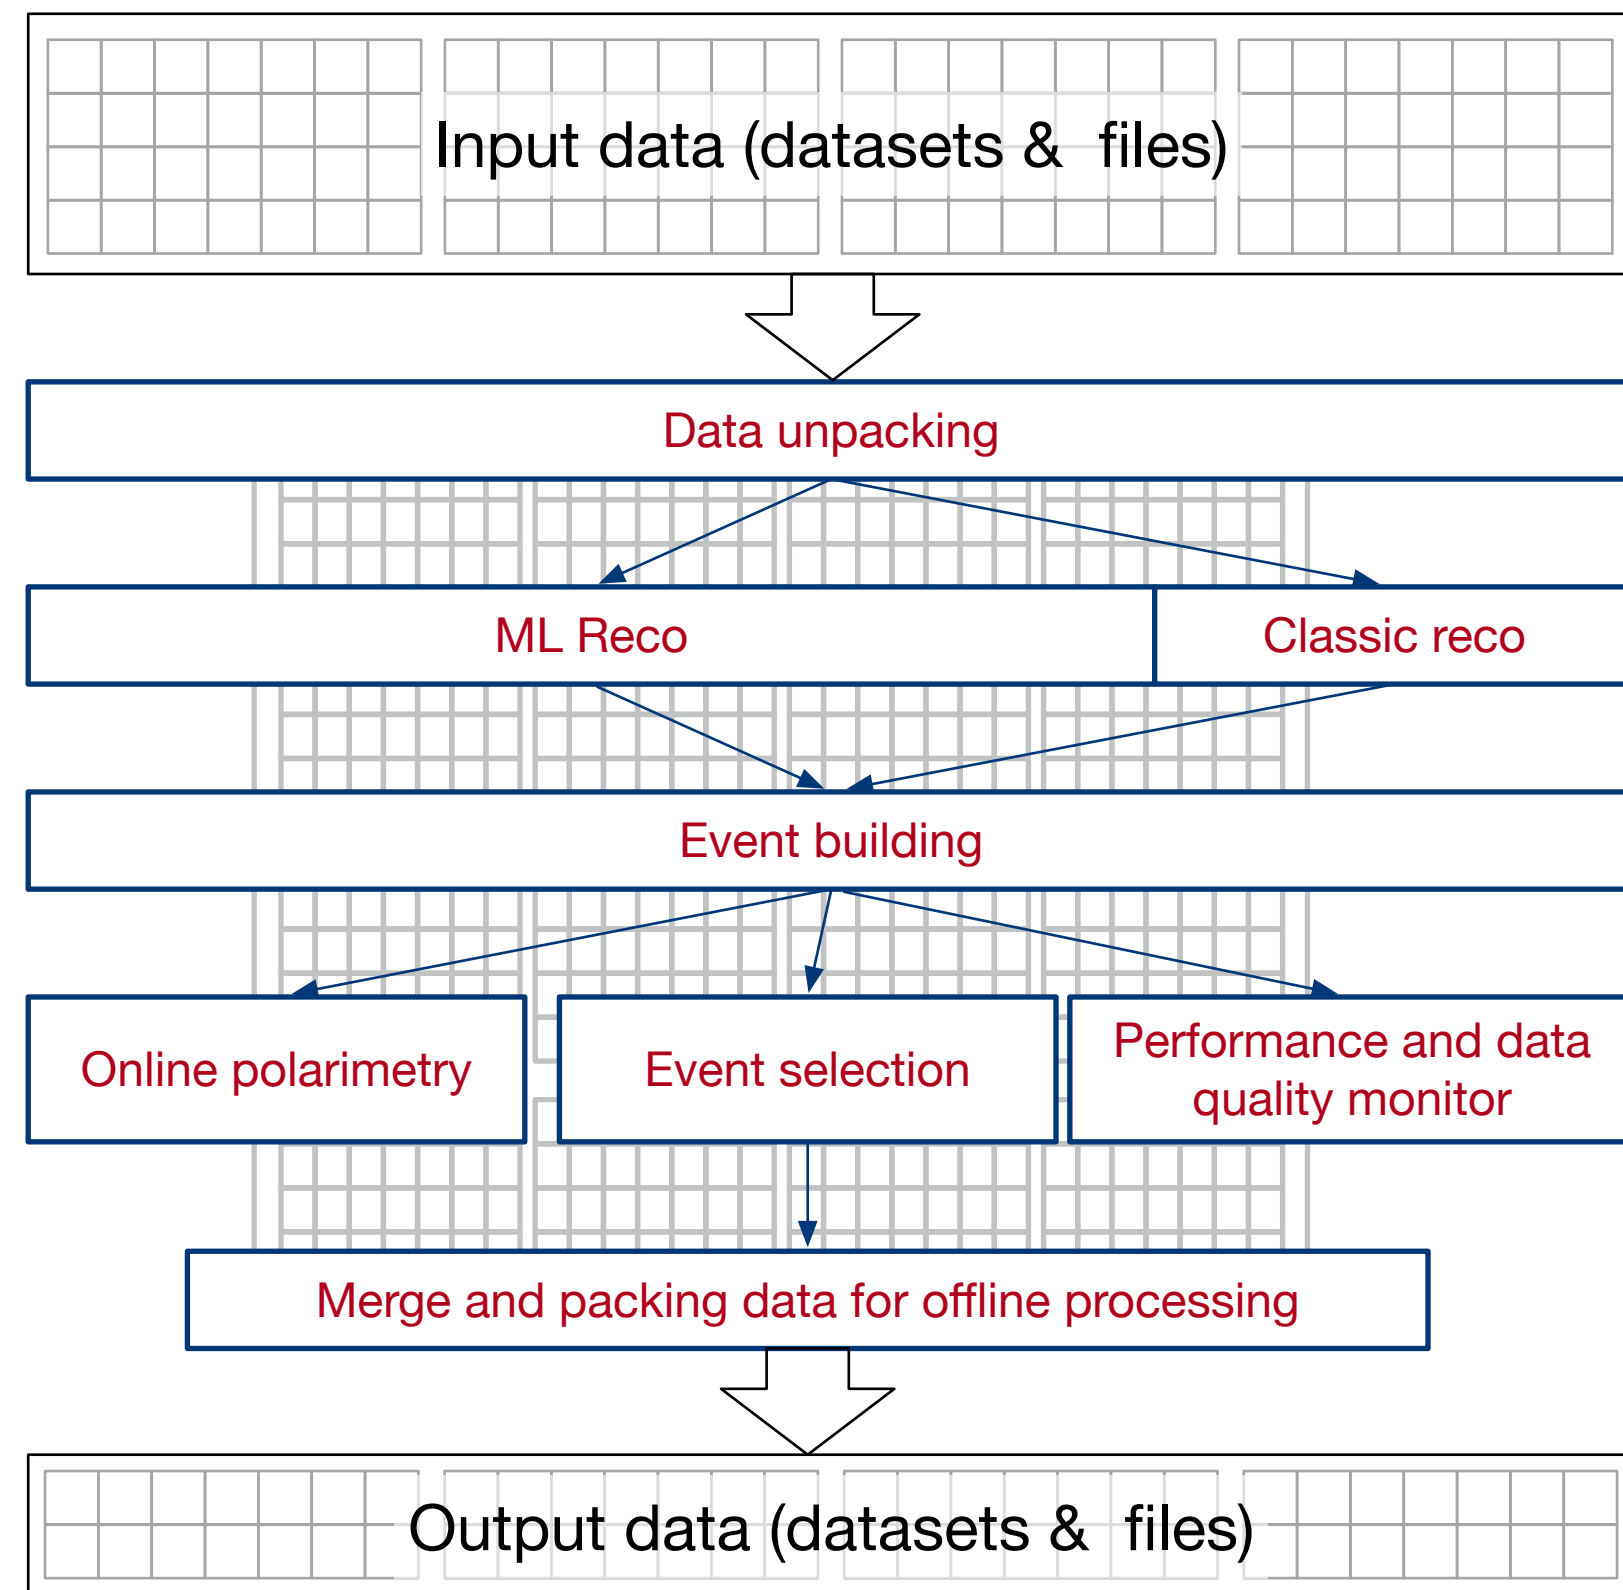 Input data (datasets &  files)
Data unpacking
ML Reco
Classic reco
Event building
Online polarimetry
Event selection
Performance and data
quality monitor
Merge and packing data for offline processing
Output data (datasets &  files)